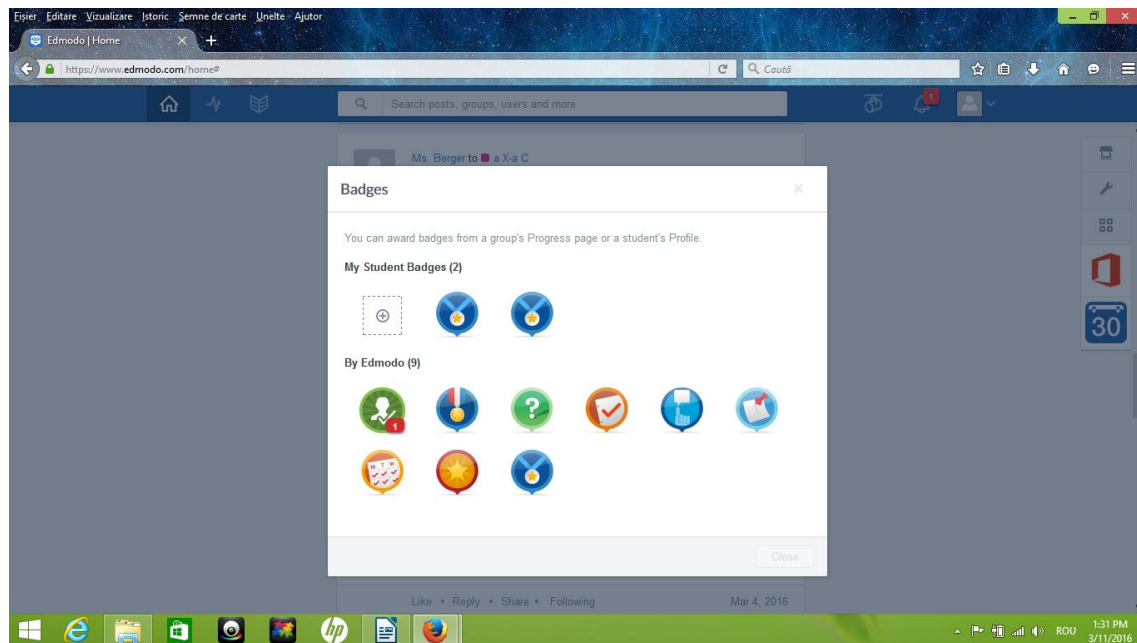 Fișier Editare Vizualizare Istoric Semne de carte Unelte Ajutor
Edmodo | Home
https://www.edmodo.com/home#
Caută
Search posts, groups, users and more
1
Ms. Berger to a X-a C
Badges
You can award badges from a group's Progress page or a student's Profile.
My Student Badges (2)
By Edmodo (9)
1
M T W
30
Close
Like • Reply • Share • Following Mar 4, 2016
hp
ROU
1:31 PM
3/11/2016